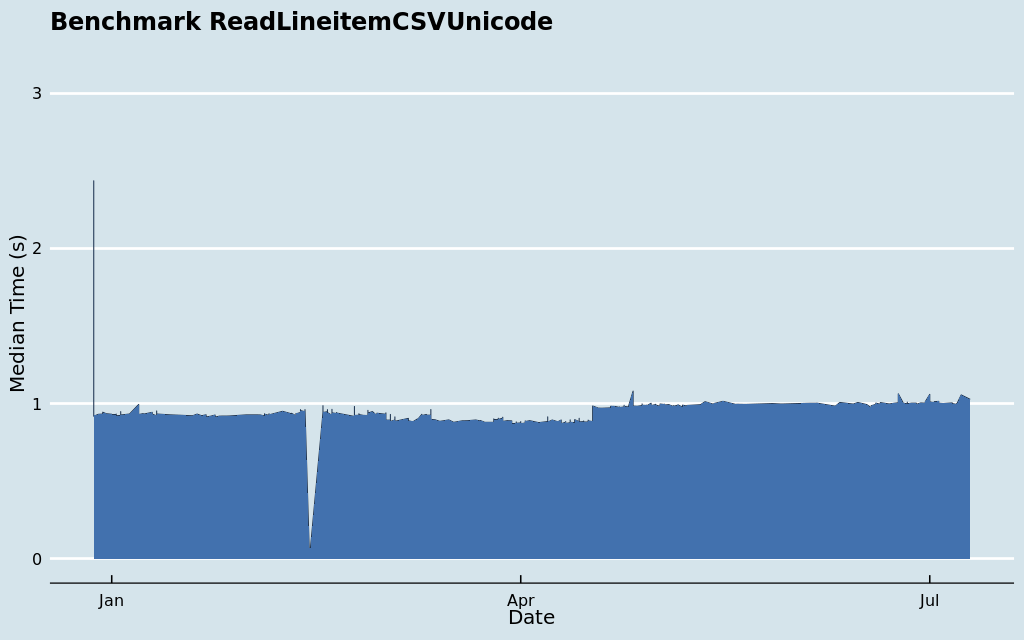 Benchmark ReadLineitemCSVUnicode
Median Time (s)
3
2
1
0
Jan
Apr
Jul
Date